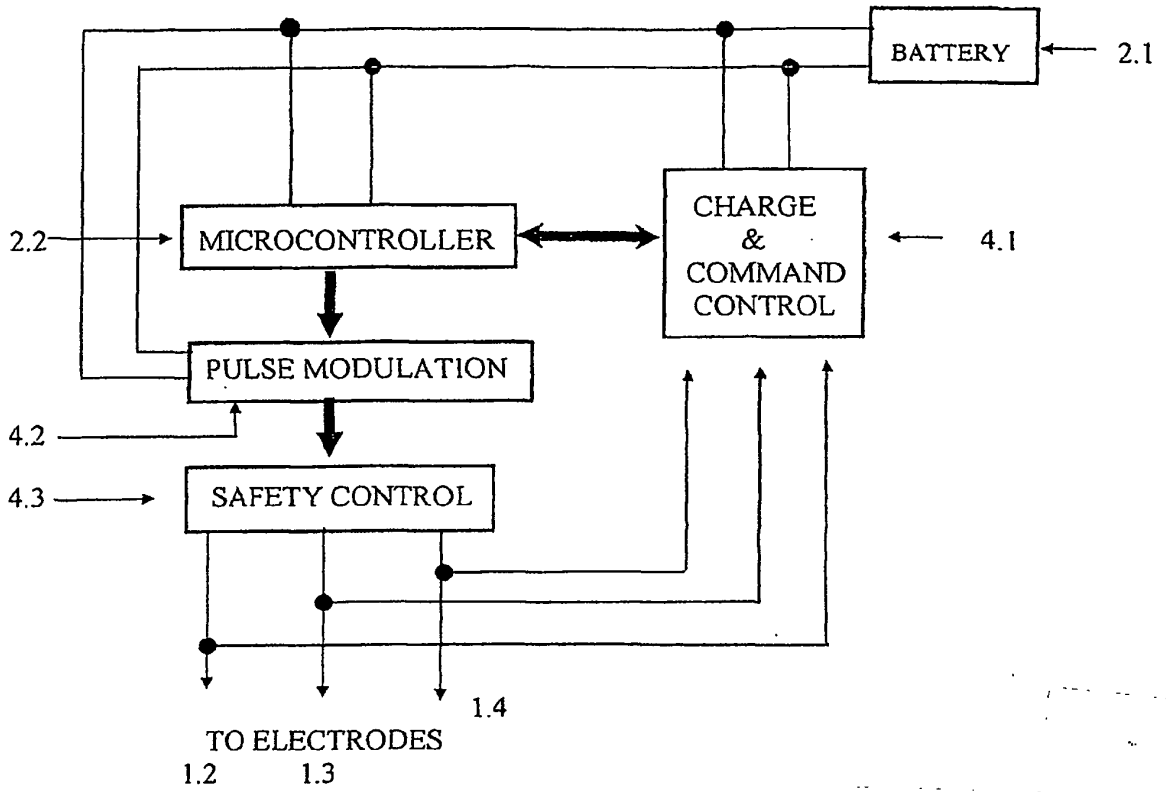 BATTERY
2.1
CHARGE
&
COMMAND
CONTROL
4.1
2.2
MICROCONTROLLER
PULSE MODULATION
4.2
4.3
SAFETY CONTROL
1.4
TO ELECTRODES
1.2
1.3